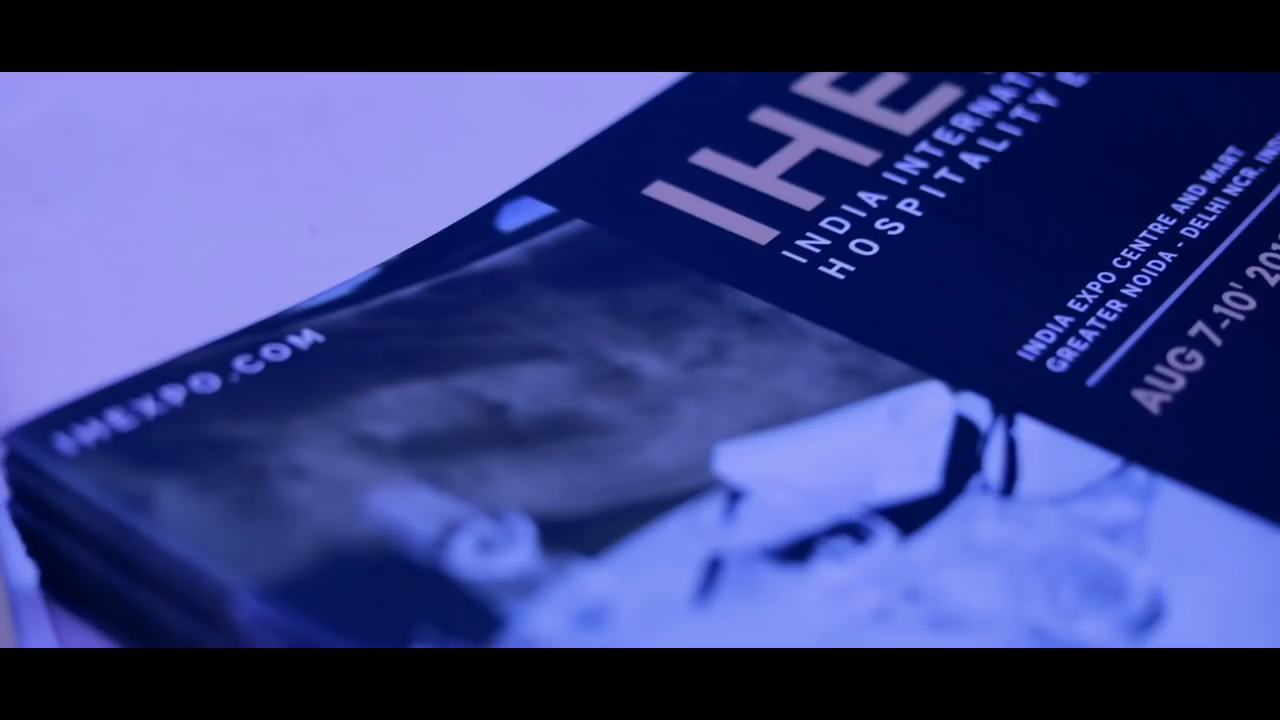 IHE
INDIA INTERNATI
HOSPITALITY E
INDIA EXPO CENTRE AND MART
GREATER NOIDA - DELHI NCR, IND
AUG 7-10' 201
IHEXPO.COM